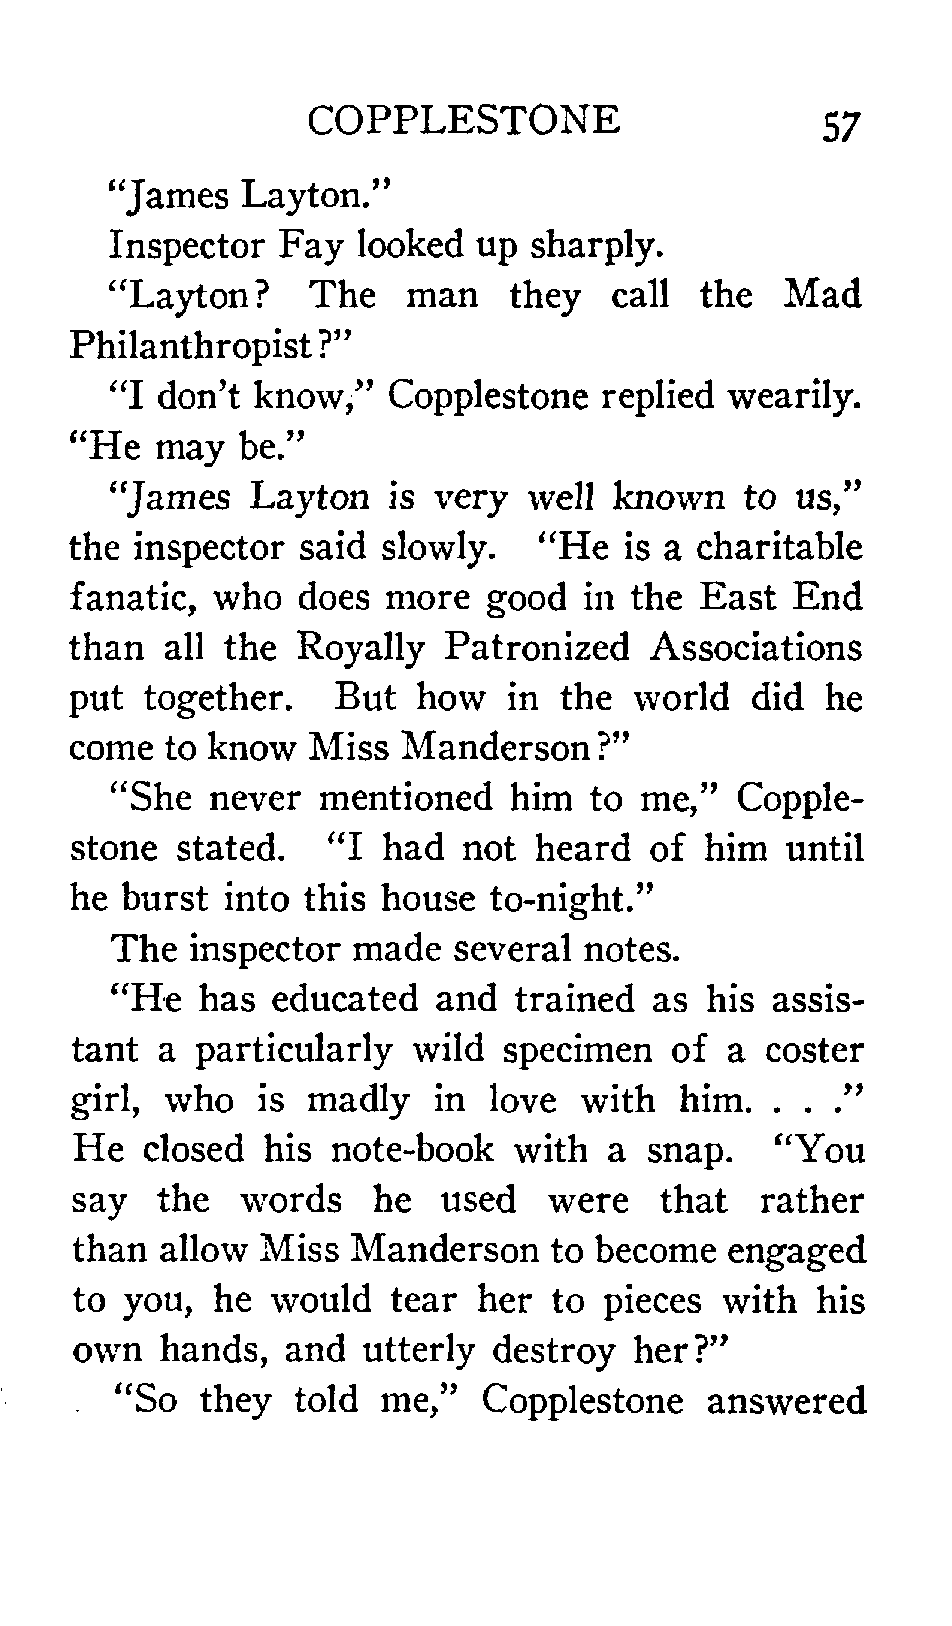 COPPLESTONE 57
"James Layton."
Inspector Fay looked up sharply.
"Layton? The man they call the Mad
Philanthropist?"
"I don't know," Copplestone replied wearily.
"He may be."
"James Layton is very well known to us,"
the inspector said slowly. "He is a charitable
fanatic, who does more good in the East End
than all the Royally Patronized Associations
put together. But how in the world did he
come to know Miss Manderson?"
"She never mentioned him to me," Copple-
stone stated. "I had not heard of him until
he burst into this house to-night."
The inspector made several notes.
"He has educated and trained as his assis-
tant a particularly wild specimen of a coster
girl, who is madly in love with him. . . ."
He closed his note-book with a snap. "You
say the words he used were that rather
than allow Miss Manderson to become engaged
to you, he would tear her to pieces with his
own hands, and utterly destroy her?"
"So they told me," Copplestone answered